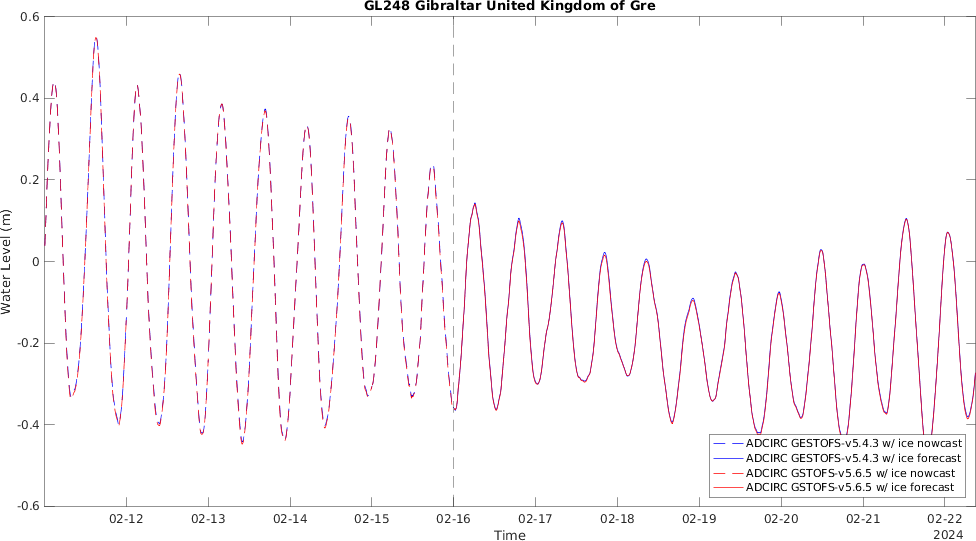 GL248 Gibraltar United Kingdom of Gre
0.6
0.4
0.2
0
-0.2
-0.4
-0.6
Water Level (m)
02-12 02-13 02-14 02-15 02-16 02-17 02-18 02-19 02-20 02-21 02-22
Time
2024
ADCIRC GESTOFS-v5.4.3 w/ ice nowcast
ADCIRC GESTOFS-v5.4.3 w/ ice forecast
ADCIRC GSTOFS-v5.6.5 w/ ice nowcast
ADCIRC GSTOFS-v5.6.5 w/ ice forecast